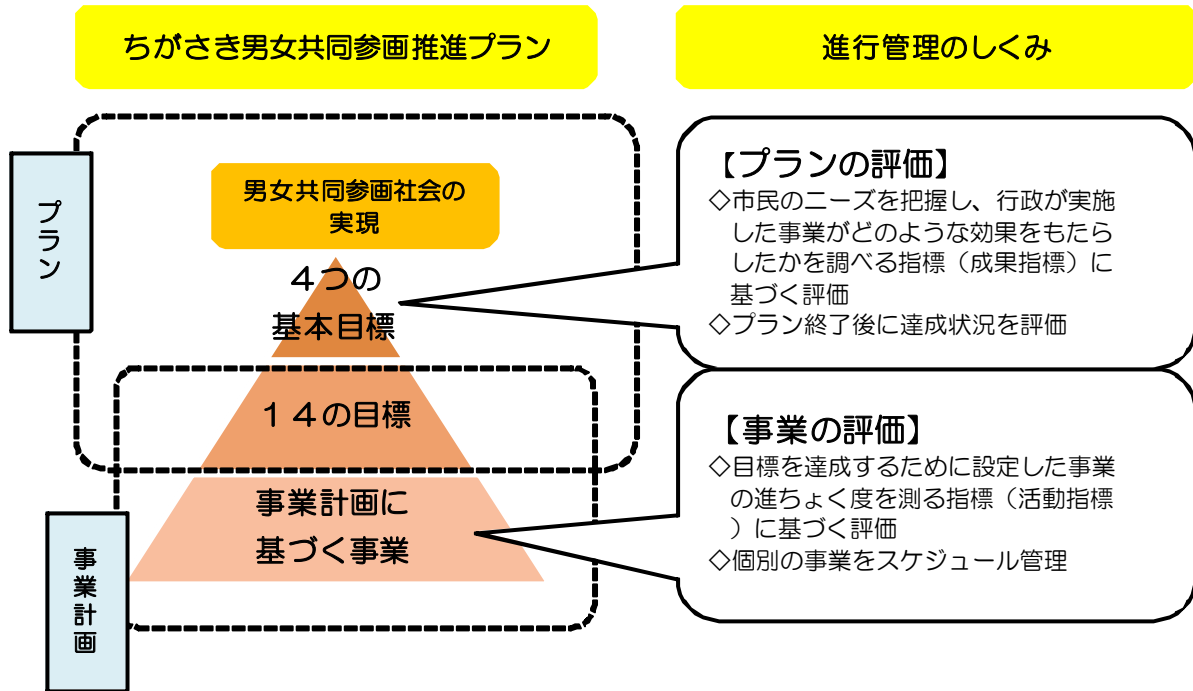 ちがさき男女共同参画推進プラン
進行管理のしくみ
プラン
男女共同参画社会の
実現
４つの
基本目標
１４の目標
事業計画に
基づく事業
事業計画
【プランの評価】
◇市民のニーズを把握し、行政が実施
した事業がどのような効果をもたら
したかを調べる指標（成果指標）に
基づく評価
◇プラン終了後に達成状況を評価
【事業の評価】
◇目標を達成するために設定した事業
の進ちょく度を測る指標（活動指標
）に基づく評価
◇個別の事業をスケジュール管理